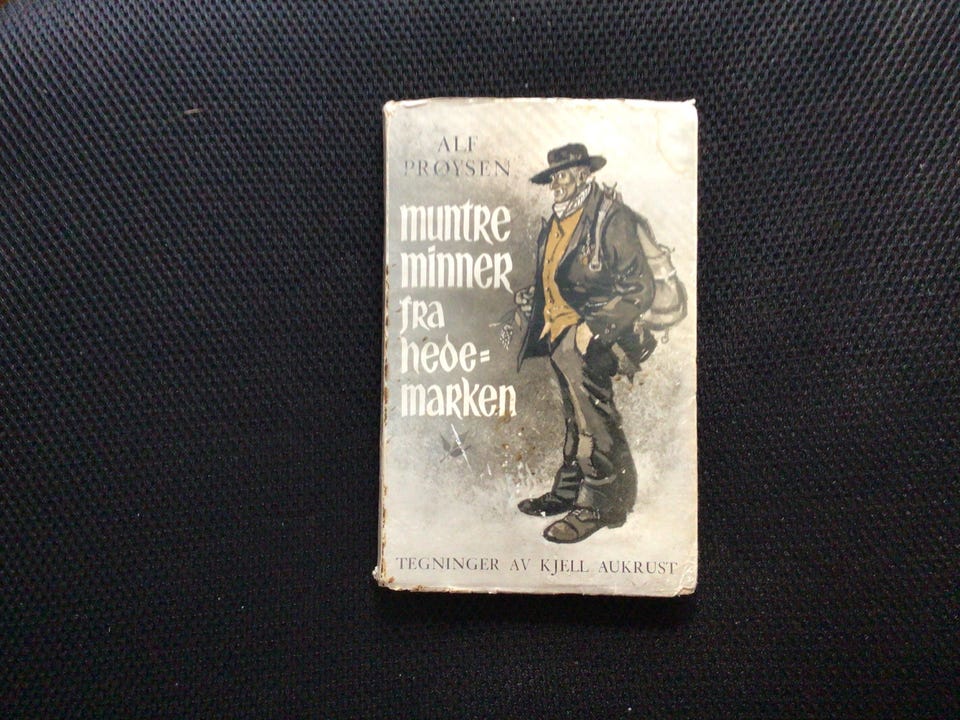 ALF
PRØYSEN
muntre
minner
fra
hede=
marken
TEGNINGER AV KJELL AUKRUST